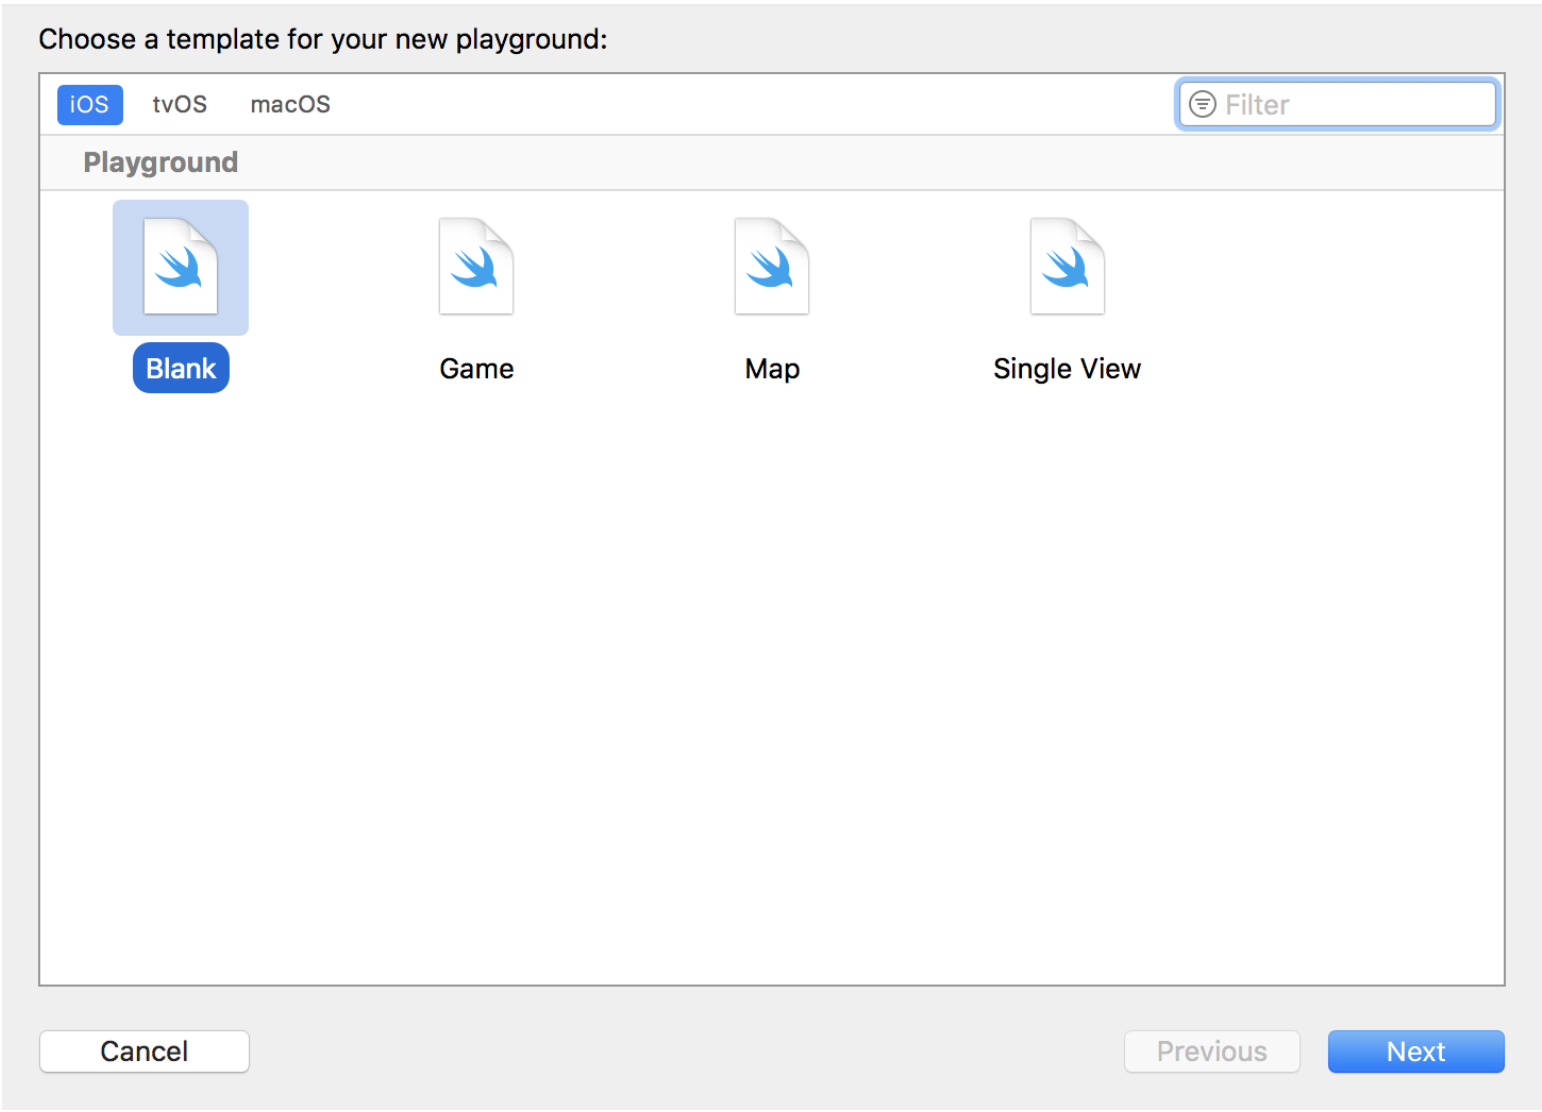 Choose a template for your new playground:
iOS tvOS macOS Filter
Playground
Blank Game Map Single View
Cancel Previous Next